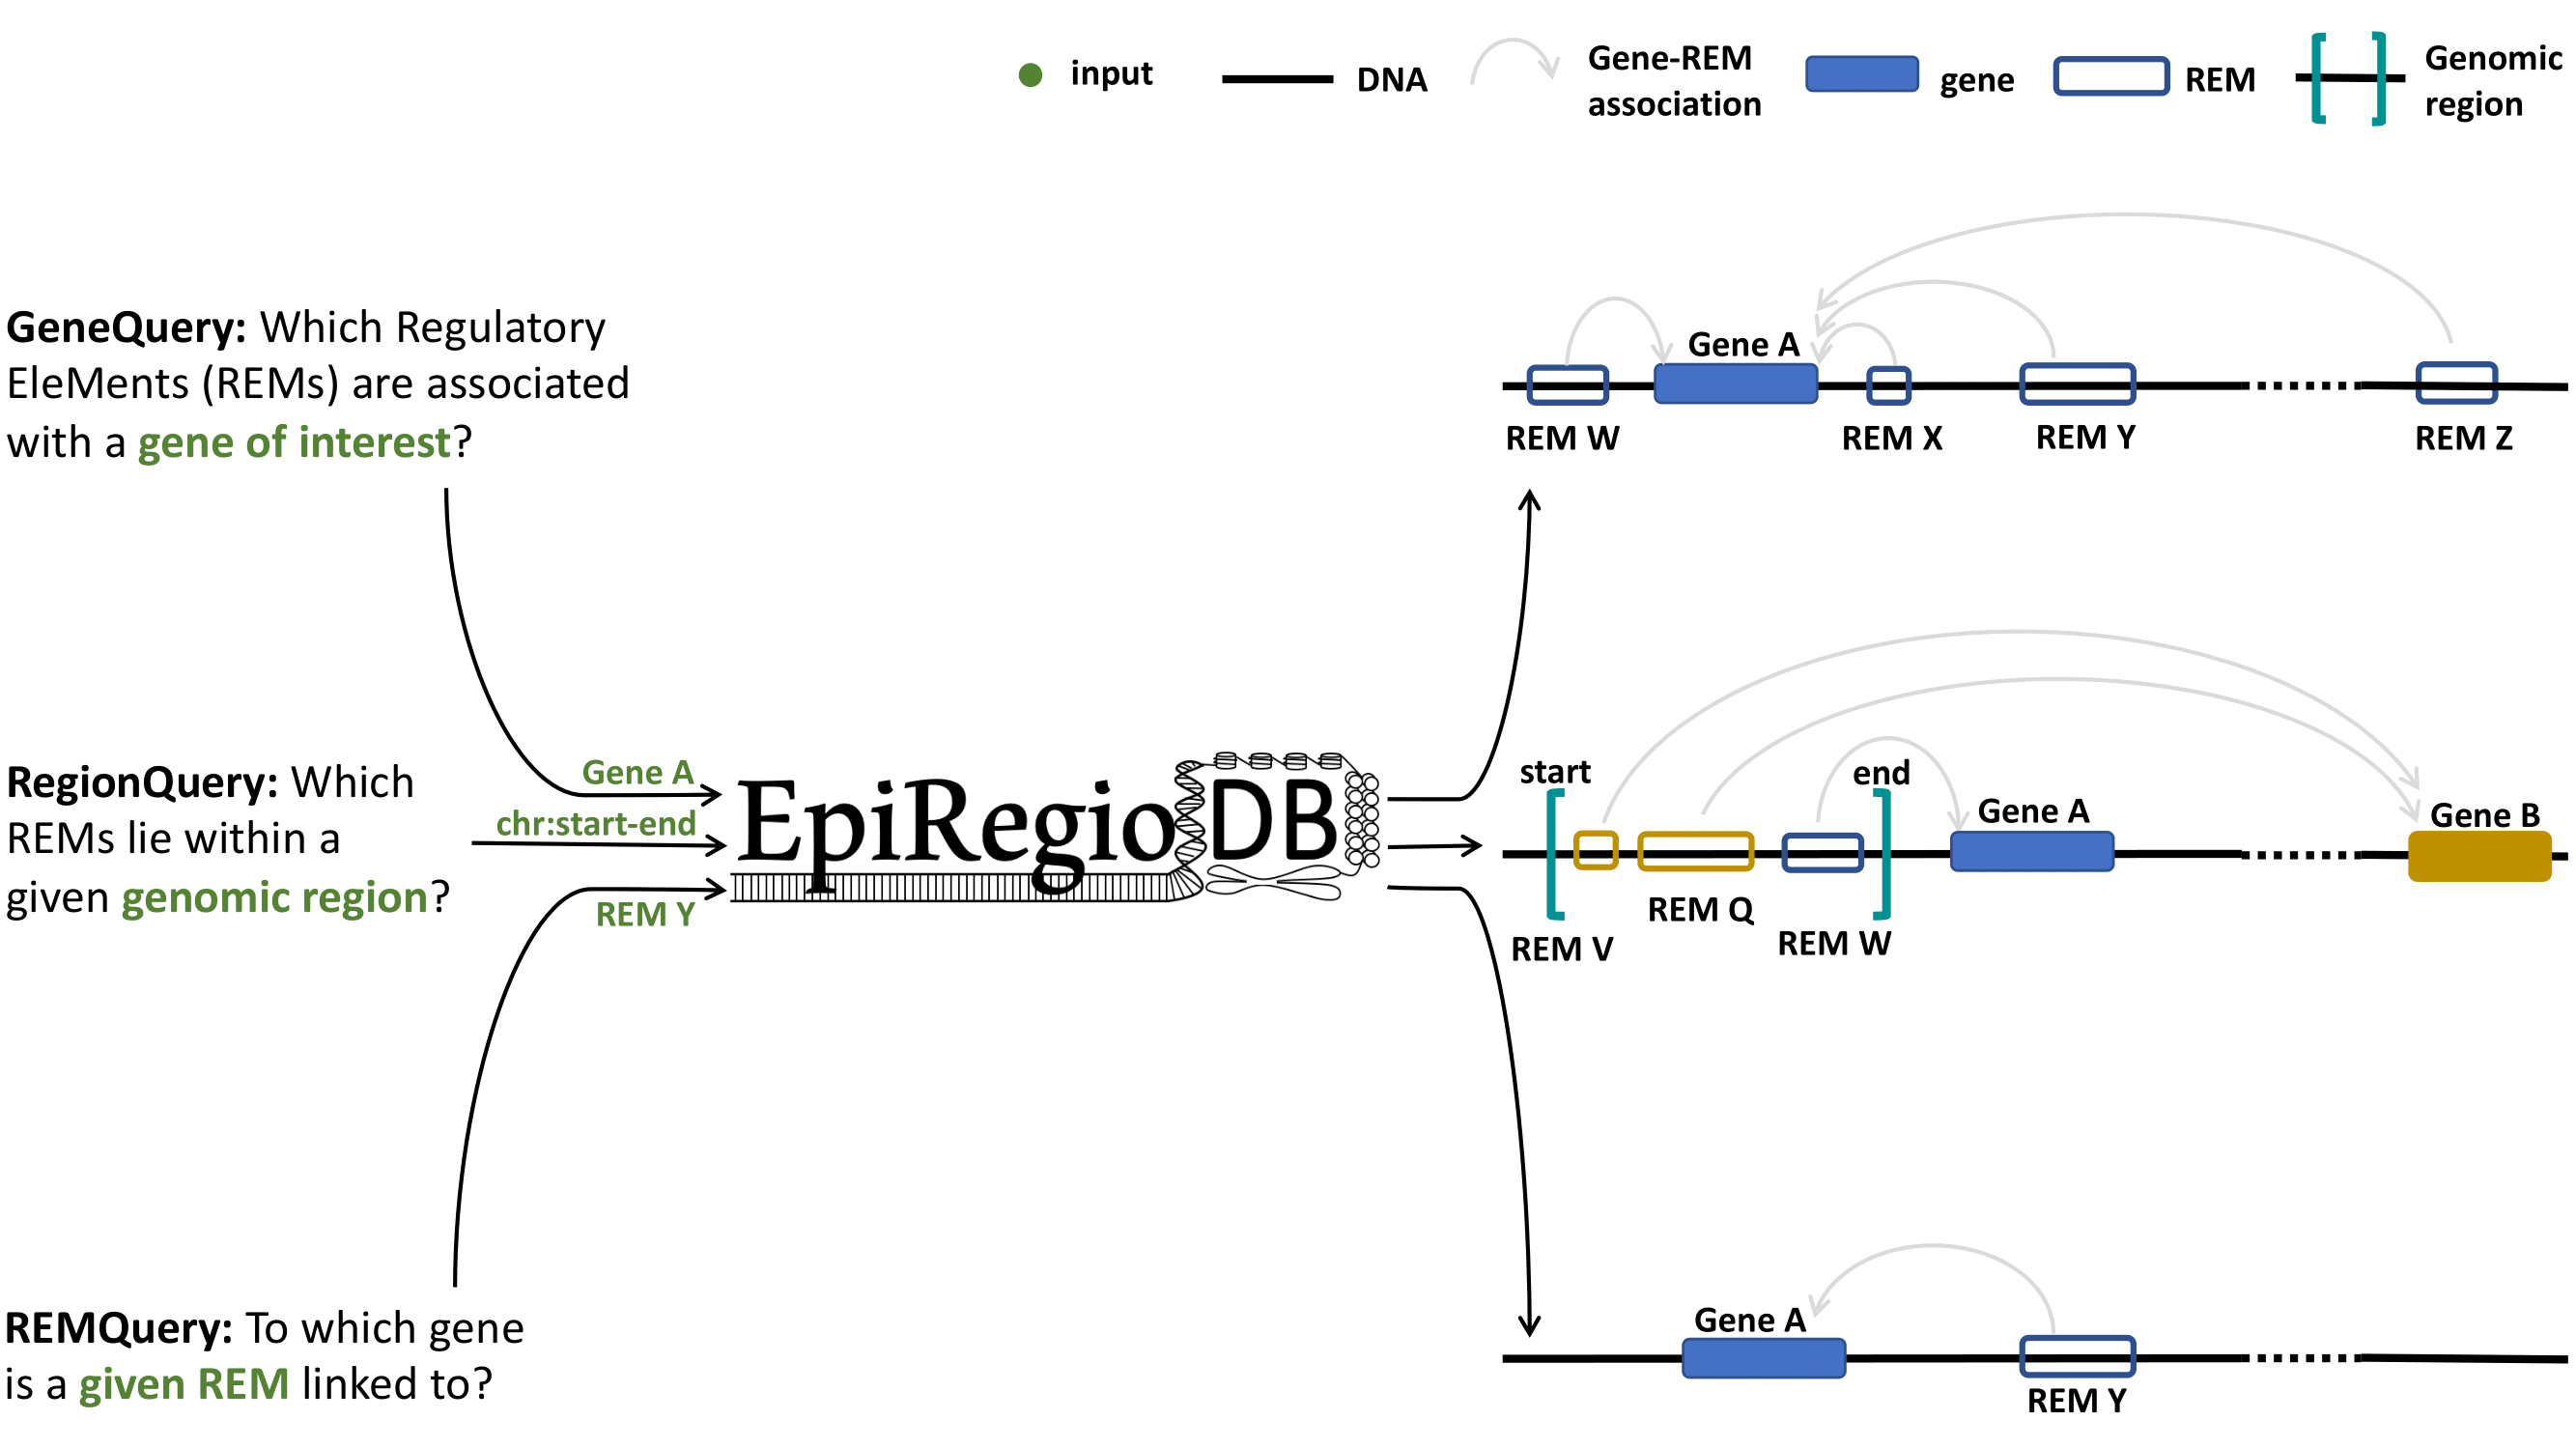 input
DNA
Gene-REM
association
gene
REM
Genomic
region
GeneQuery: Which Regulatory
EleMents (REMs) are associated
with a gene of interest?
Gene A
REM W
REM X
REM Y
REM Z
RegionQuery: Which
REMs lie within a
given genomic region?
Gene A
chr:start-end
REM Y
EpiRegio DB
start
end
Gene A
Gene B
REM V
REM Q
REM W
REMQuery: To which gene
is a given REM linked to?
Gene A
REM Y